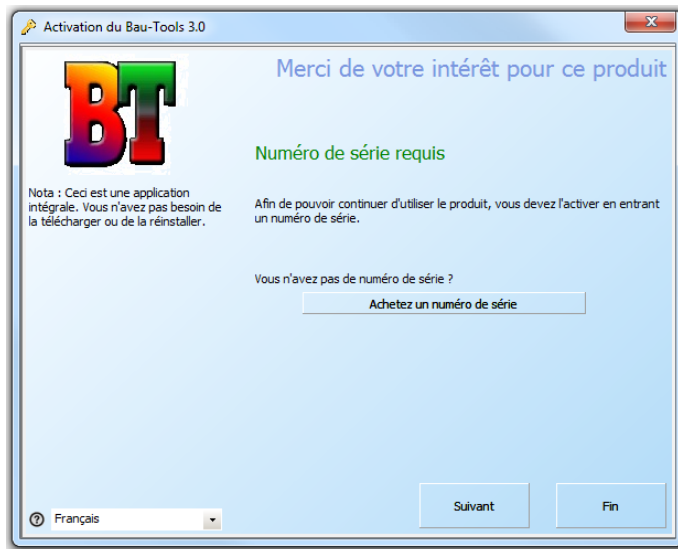 Activation du Bau-Tools 3.0
x
Merci de votre intérêt pour ce produit
BT
Numéro de série requis
Nota : Ceci est une application
intégrale. Vous n'avez pas besoin de
la télécharger ou de la réinstaller.
Afin de pouvoir continuer d'utiliser le produit, vous devez l'activer en entrant
un numéro de série.
Vous n'avez pas de numéro de série ?
Achetez un numéro de série
Suivant
Fin
? Français